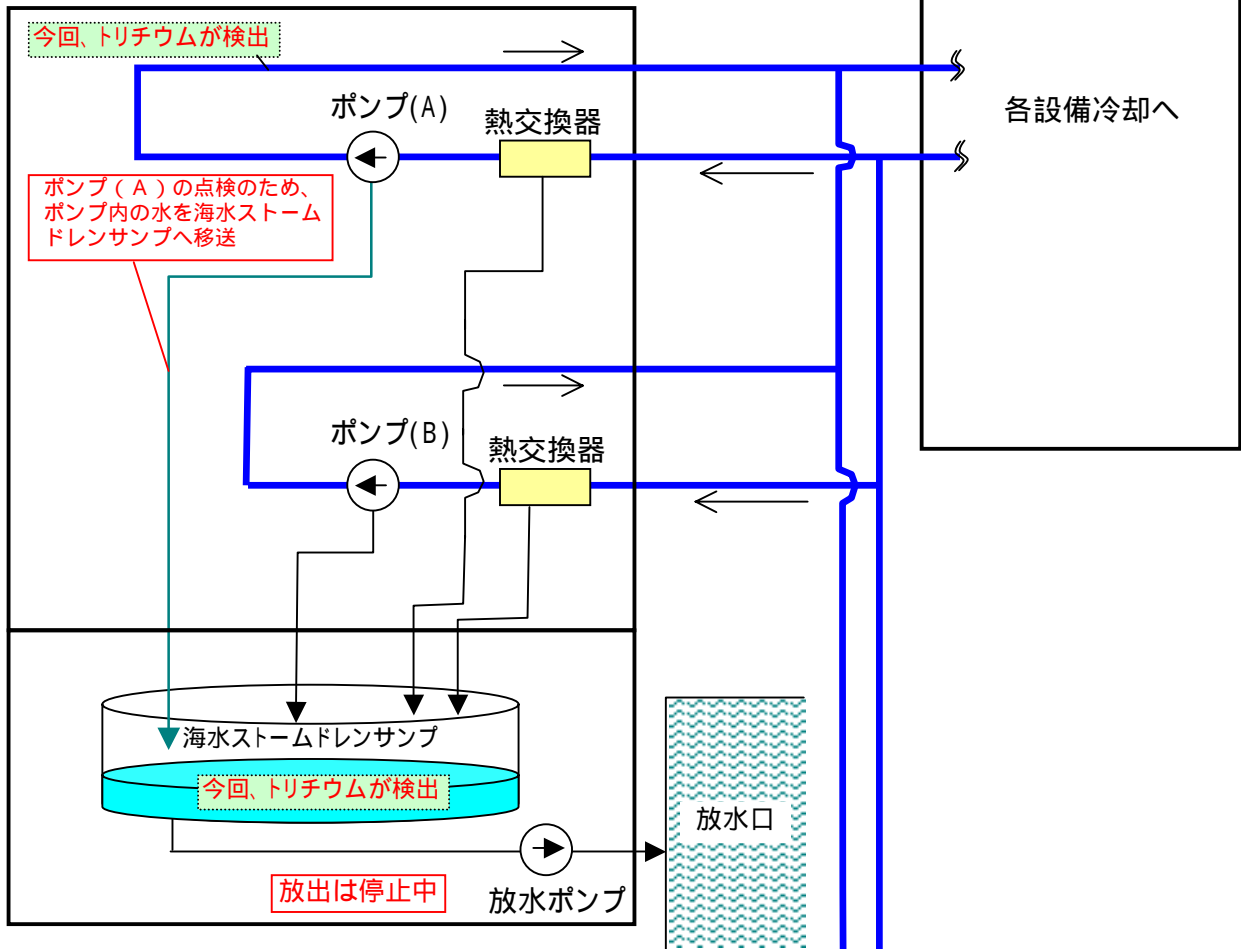 今回、トリチウムが検出
ポンプ(A)
熱交換器
各設備冷却へ
ポンプ(A)の点検のため、
ポンプ内の水を海水ストーム
ドレンサンプへ移送
ポンプ(B)
熱交換器
海水ストームドレンサンプ
今回、トリチウムが検出
放水口
放出は停止中
放水ポンプ